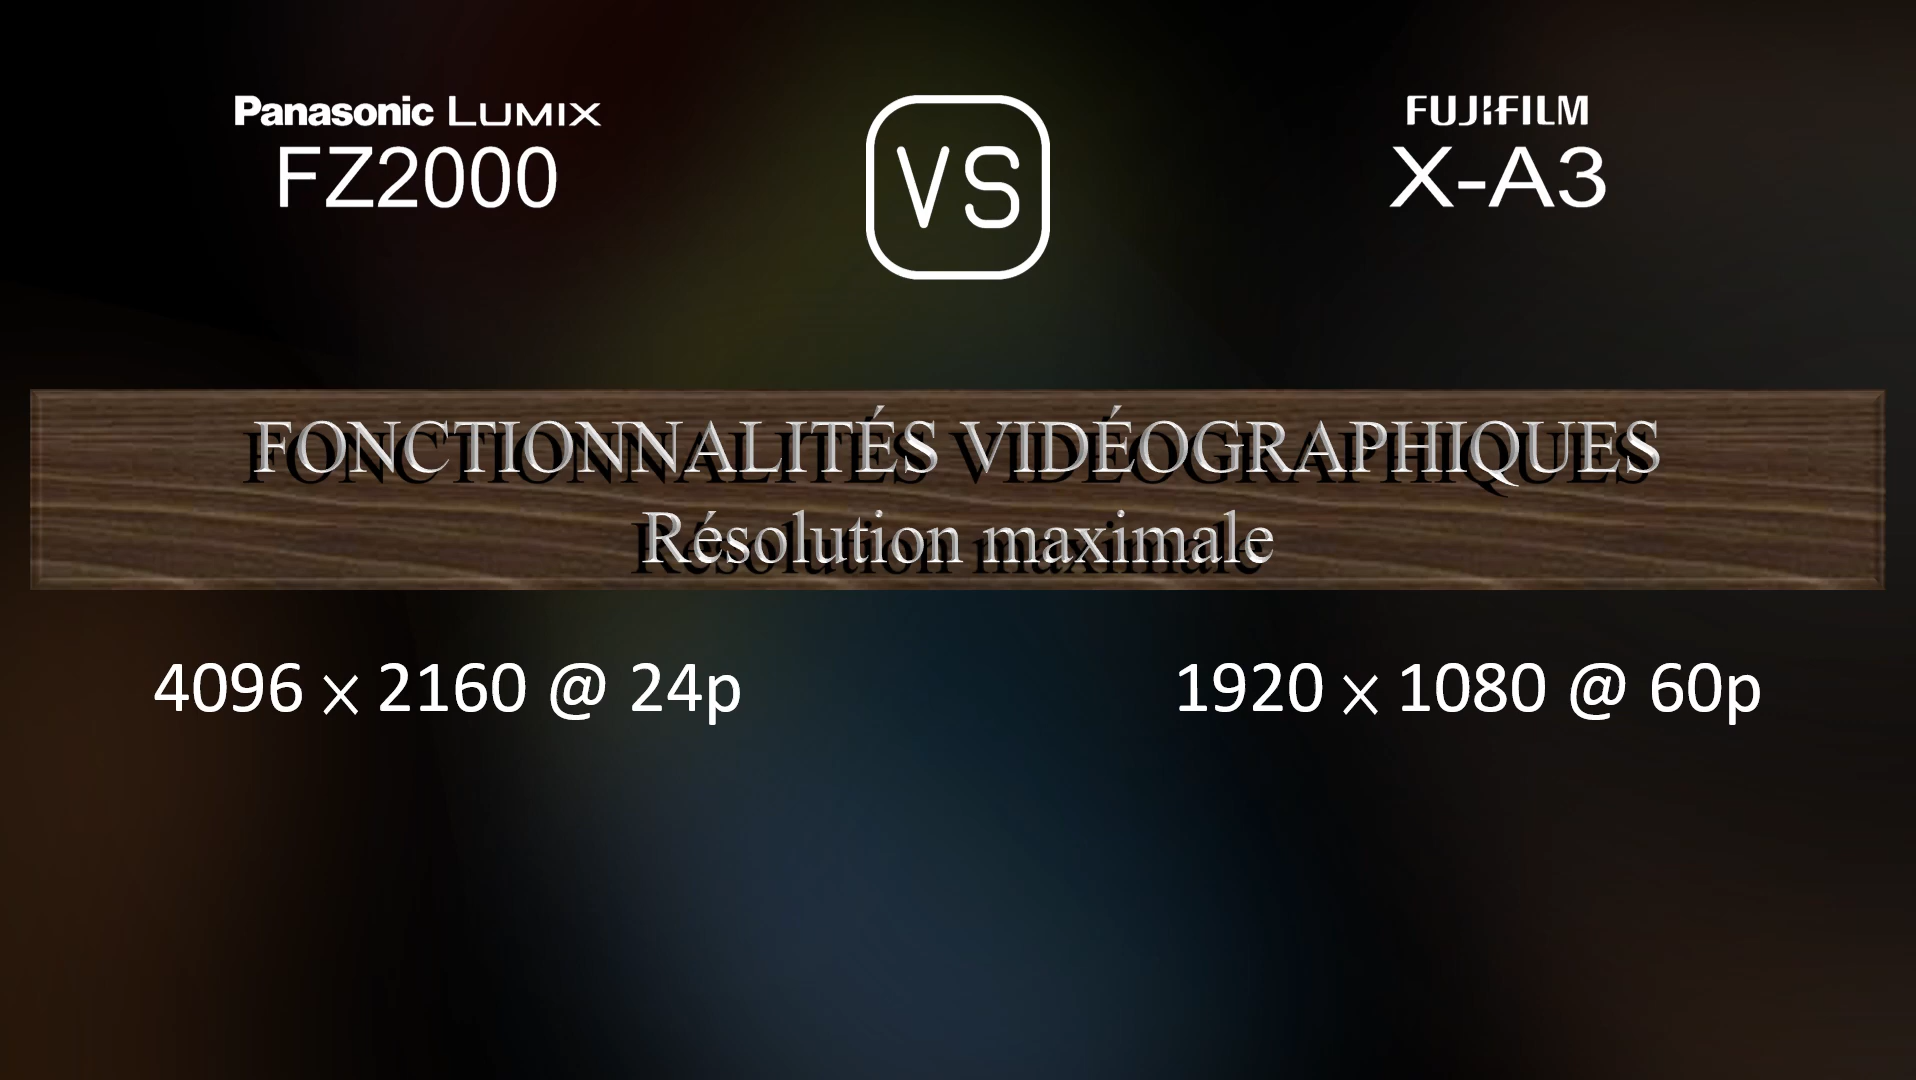 Panasonic LUMIX
FZ2000
VS
FUJIFILM
X-A3
FONCTIONNALITÉS VIDÉOGRAPHIQUES
Résolution maximale
4096 x 2160 @ 24p
1920 x 1080 @ 60p